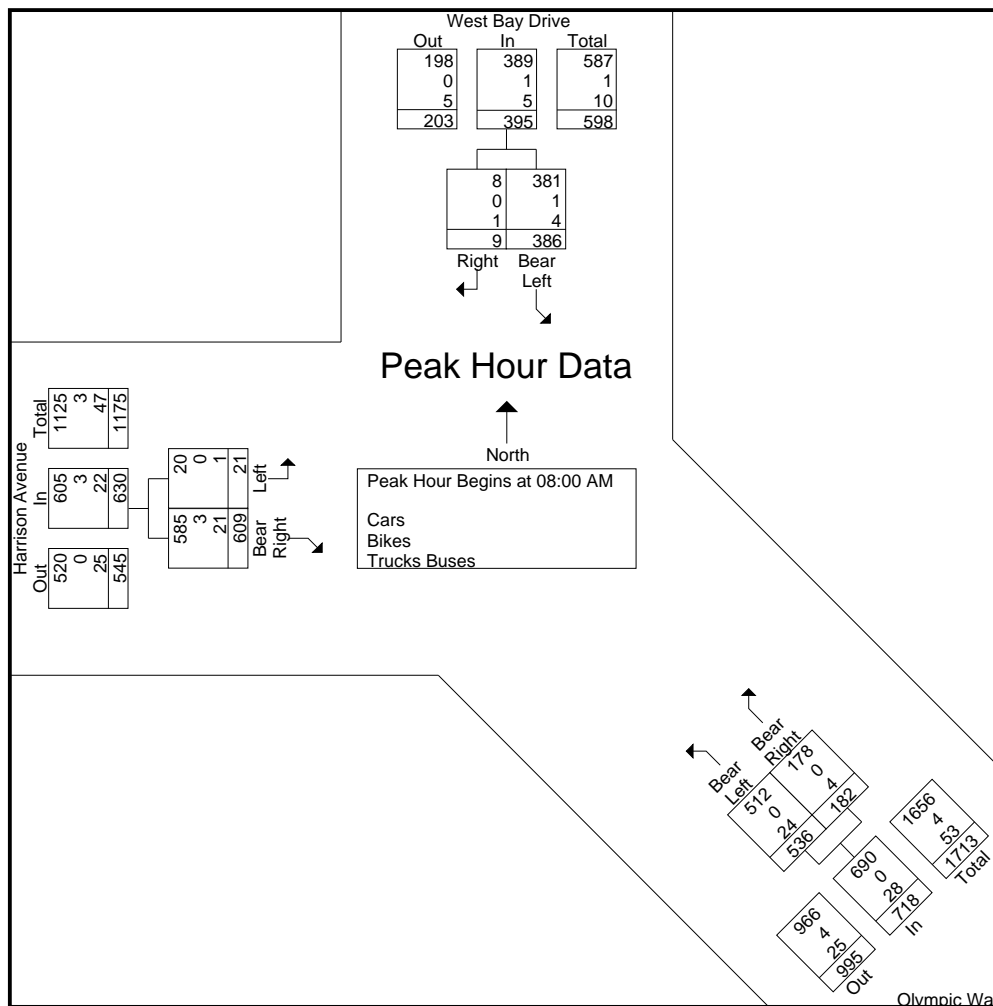 West Bay Drive
Out In Total
198 389 587
0 1 1
5 5 10
203 395 598
8 381
0 1
1 4
9 386
Right Bear
Left
Peak Hour Data
North
Peak Hour Begins at 08:00 AM
Cars
Bikes
Trucks Buses
Harrison Avenue
Out In Total
520 605 1125
0 3 3
25 22 47
545 630 1175
585 20
3 0
21 1
609 21
Bear Left
Right
Bear Bear
Left Right
512 178
0 0
24 4
536 182
966 690 1656
4 0 4
25 28 53
995 718 1713
Out In Total
Olympic Wa